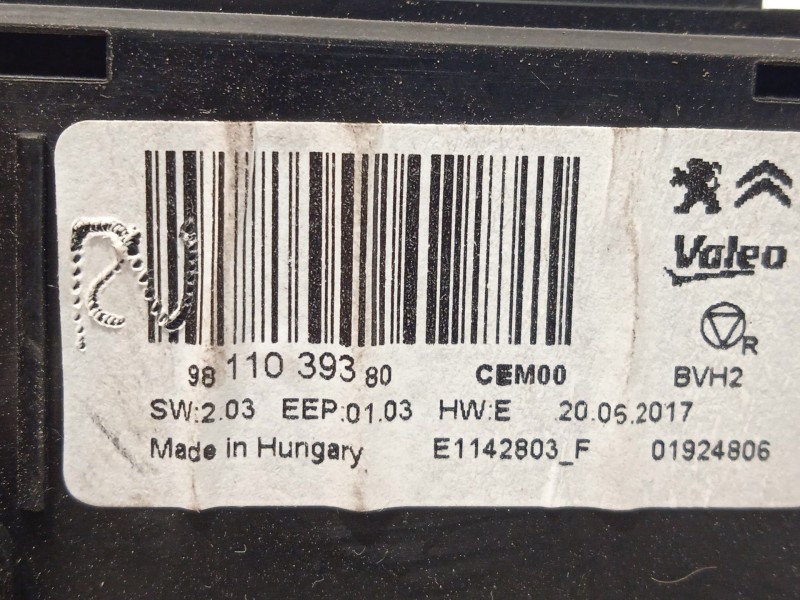 Valeo
R
98 110 393 80 CEM00 BVH2
SW:2.03 EEP:01.03 HW:E 20.06.2017
Made in Hungary E1142803_F 01924806